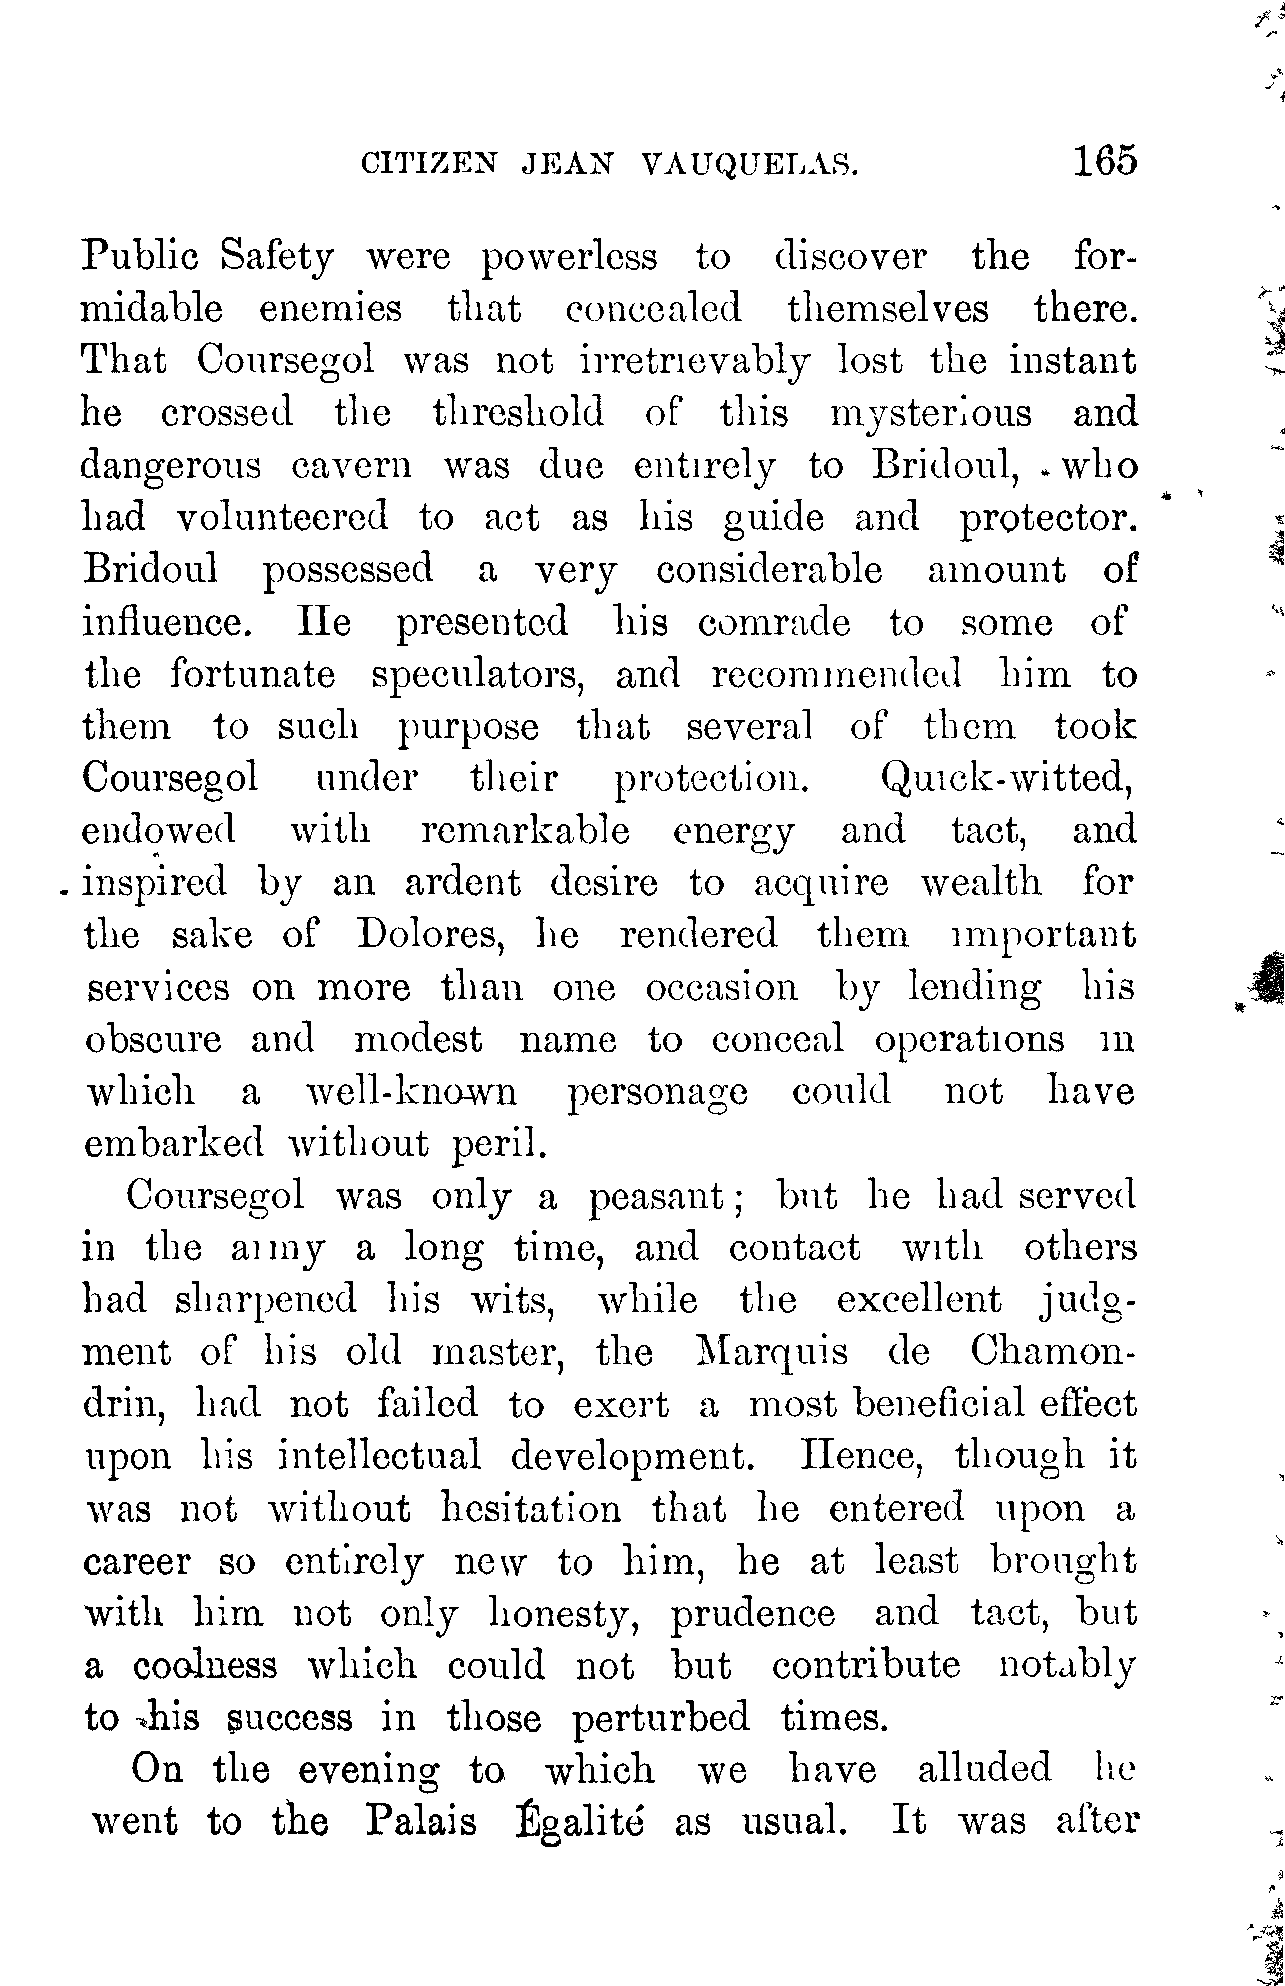 CITIZEN JEAN VAUQUELAS. 165
Public Safety were powerless to discover the for-
midable enemies that concealed themselves there.
That Coursegol was not irretrievably lost the instant
he crossed the threshold of this mysterious and
dangerous cavern was due entirely to Bridoul, who
had volunteered to act as his guide and protector.
Bridoul possessed a very considerable amount of
influence. He presented his comrade to some of
the fortunate speculators, and recommended him to
them to such purpose that several of them took
Coursegol under their protection. Quick-witted,
endowed with remarkable energy and tact, and
inspired by an ardent desire to acquire wealth for
the sake of Dolores, he rendered them important
services on more than one occasion by lending his
obscure and modest name to conceal operations in
which a well-known personage could not have
embarked without peril.
Coursegol was only a peasant; but he had served
in the army a long time, and contact with others
had sharpened his wits, while the excellent judg-
ment of his old master, the Marquis de Chamon-
drin, had not failed to exert a most beneficial effect
upon his intellectual development. Hence, though it
was not without hesitation that he entered upon a
career so entirely new to him, he at least brought
with him not only honesty, prudence and tact, but
a coolness which could not but contribute notably
to his success in those perturbed times.
On the evening to which we have alluded he
went to the Palais Égalité as usual. It was after